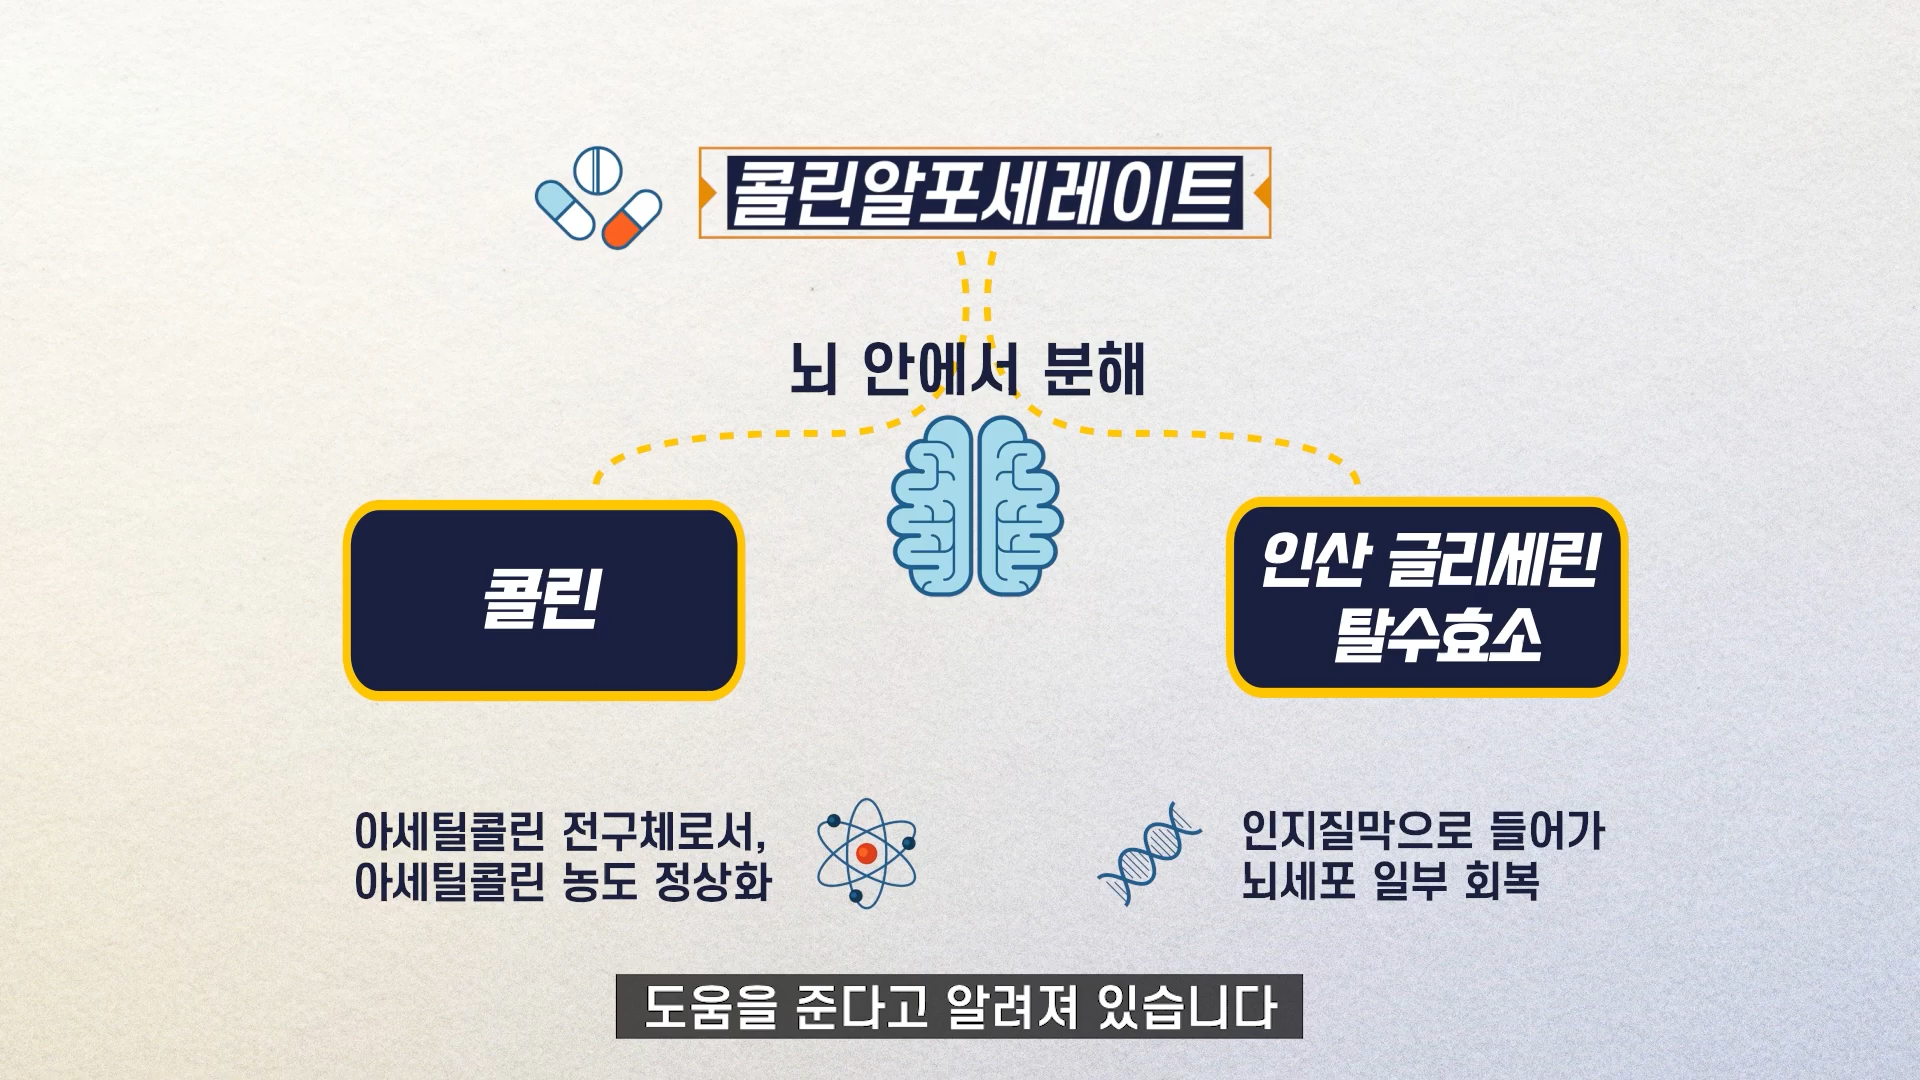 콜린알포세레이트
뇌 안에서 분해
콜린
인산 글리세린
탈수효소
아세틸콜린 전구체로서,
아세틸콜린 농도 정상화
인지질막으로 들어가
뇌세포 일부 회복
도움을 준다고 알려져 있습니다